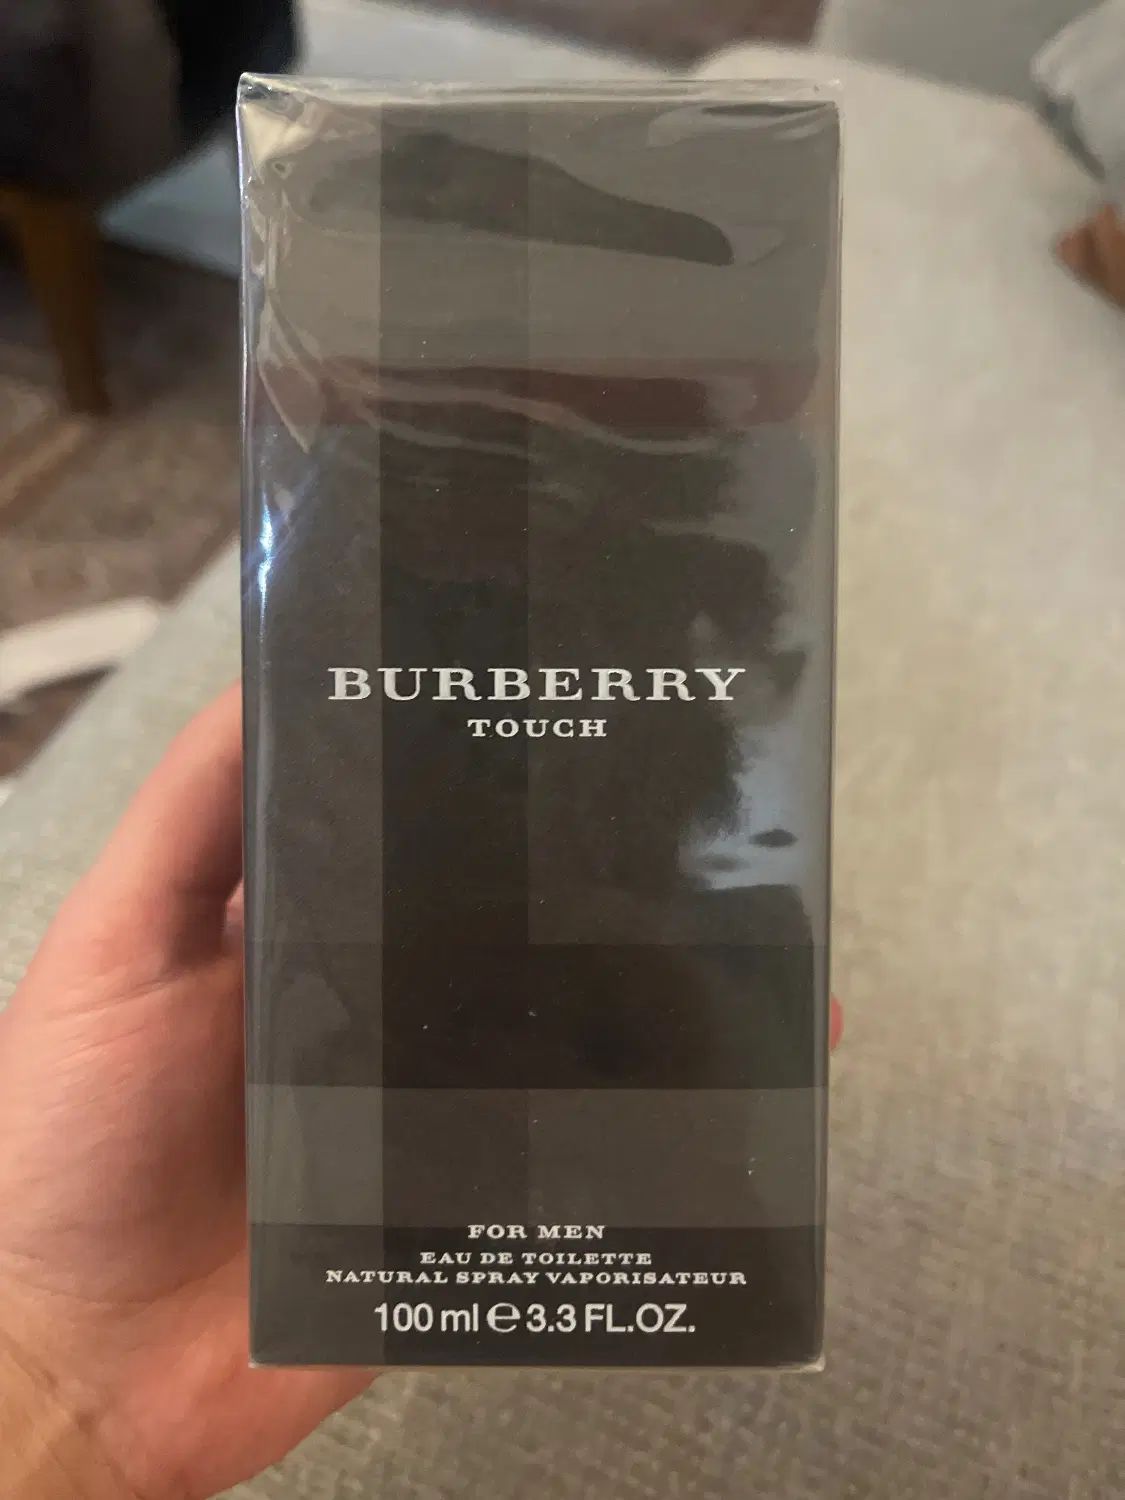 BURBERRY
TOUCH
FOR MEN
EAU DE TOILETTE
NATURAL SPRAY VAPORISATEUR
100 ml ℮ 3.3 FL.OZ.